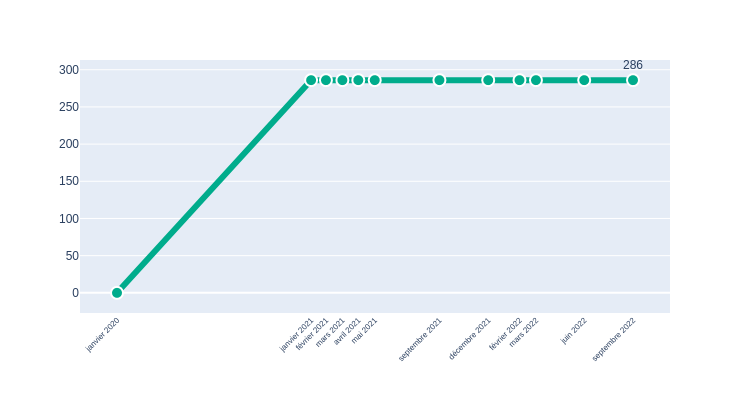 286
300
250
200
150
100
50
0
janvier 2020
janvier 2021
février 2021
mars 2021
avril 2021
mai 2021
septembre 2021
décembre 2021
février 2022
mars 2022
juin 2022
septembre 2022